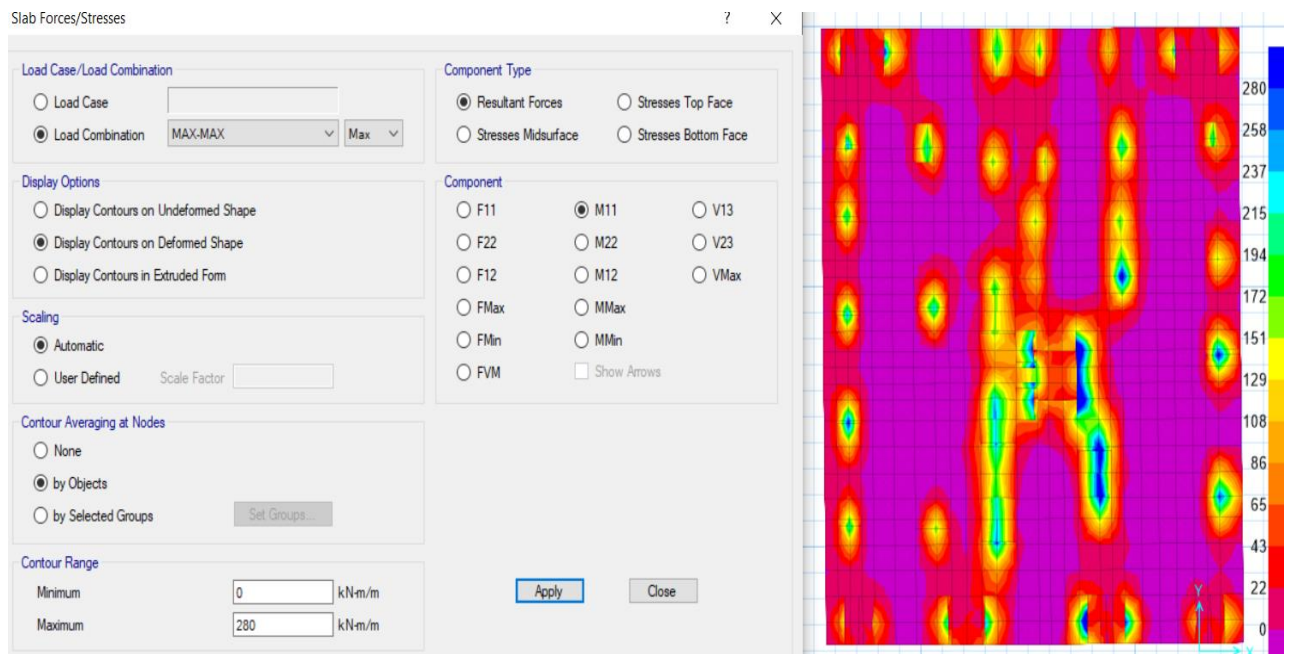 Slab Forces/Stresses
? X
Load Case/Load Combination
Load Case
Load Combination MAX-MAX Max
Display Options
Display Contours on Undeformed Shape
Display Contours on Deformed Shape
Display Contours in Extruded Form
Scaling
Automatic
User Defined Scale Factor
Contour Averaging at Nodes
None
by Objects
by Selected Groups Set Groups...
Contour Range
Minimum 0 kN-m/m
Maximum 280 kN-m/m
Component Type
Resultant Forces Stresses Top Face
Stresses Midsurface Stresses Bottom Face
Component
F11 M11 V13
F22 M22 V23
F12 M12 VMax
FMax MMax
FMin MMin
FVM Show Arrows
Apply Close
280
258
237
215
194
172
151
129
108
86
65
43
22
0
Y
X